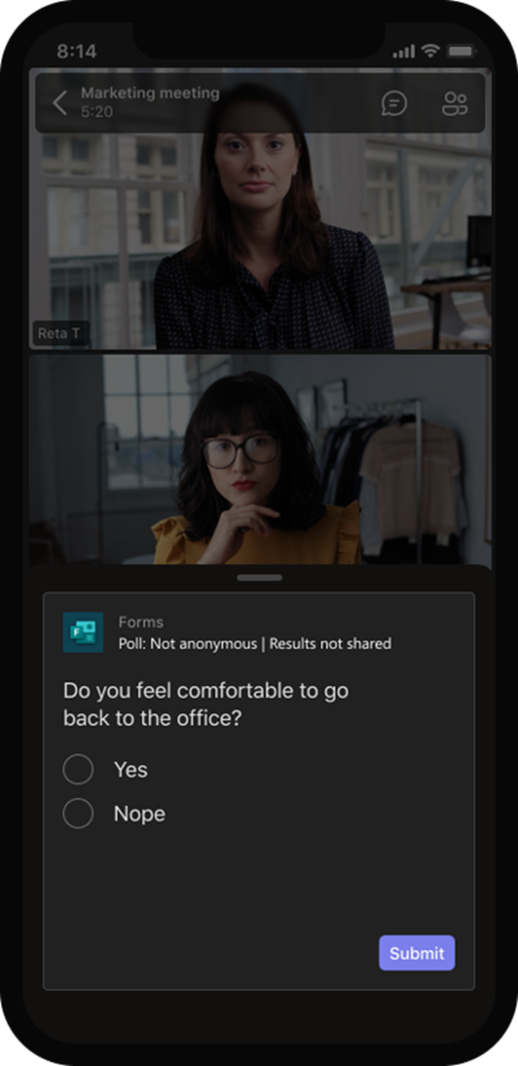 8:14
Marketing meeting
5:20
Reta T
Forms
Poll: Not anonymous | Results not shared
Do you feel comfortable to go
back to the office?
Yes
Nope
Submit